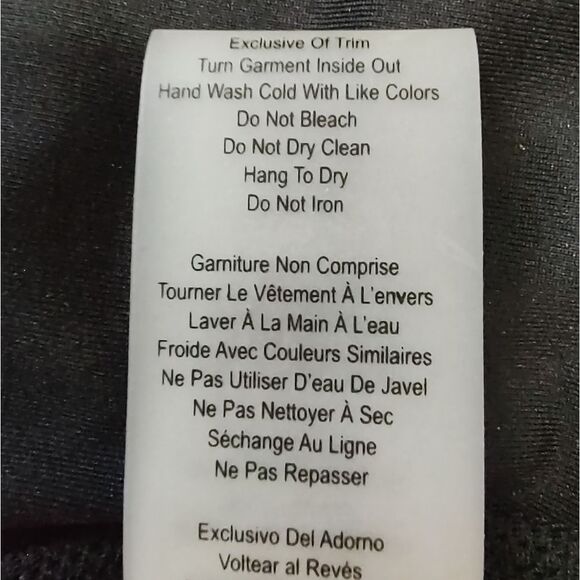 Exclusive Of Trim
Turn Garment Inside Out
Hand Wash Cold With Like Colors
Do Not Bleach
Do Not Dry Clean
Hang To Dry
Do Not Iron
Garniture Non Comprise
Tourner Le Vêtement À L'envers
Laver À La Main À L'eau
Froide Avec Couleurs Similaires
Ne Pas Utiliser D'eau De Javel
Ne Pas Nettoyer À Sec
Séchange Au Ligne
Ne Pas Repasser
Exclusivo Del Adorno
Voltear al Revés